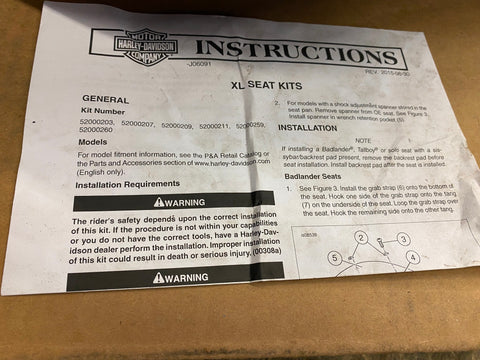 MOTOR
HARLEY-DAVIDSON
COMPANY
INSTRUCTIONS
-J06091
REV. 2015-06-30
XL SEAT KITS
GENERAL
Kit Number
52000203, 52000207, 52000209, 52000211, 52000259,
52000260
Models
For model fitment information, see the P&A Retail Catalog or
the Parts and Accessories section of www.harley-davidson.com
(English only).
Installation Requirements
WARNING
The rider's safety depends upon the correct installation
of this kit. If the procedure is not within your capabilities
or you do not have the correct tools, have a Harley-Dav-
idson dealer perform the installation. Improper installation
of this kit could result in death or serious injury. (00308a)
WARNING
2. For models with a shock adjustment spanner stored in the
seat pan. Remove spanner from OE seat. See Figure 3.
Install spanner in wrench retention pocket (5).
INSTALLATION
NOTE
If installing a Badlander®, Tallboy® or solo seat with a sis-
sybar/backrest pad present, remove the backrest pad before
seat installation. Install backrest pad after the seat is installed.
Badlander Seats
1. See Figure 3. Install the grab strap (6) onto the bottom of
the seat. Hook one side of grab strap onto the tang
(7) on the underside of the seat. Loop the grab strap over
the seat. Hook the remaining side onto the other tang.
2
3
5
4